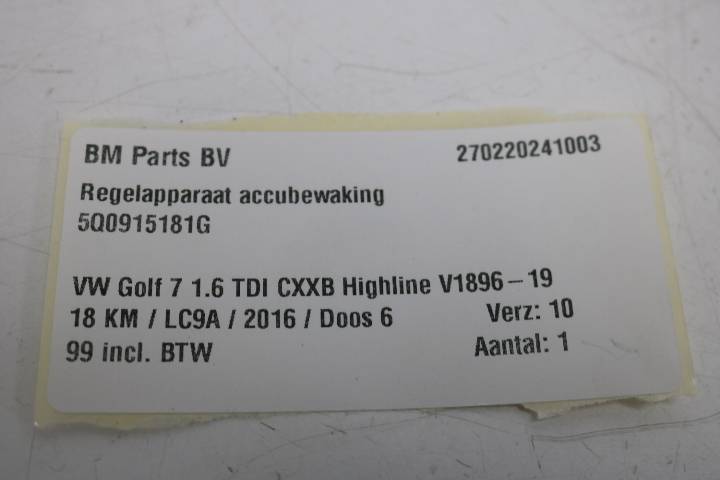 BM Parts BV 270220241003
Regelapparaat accubewaking
5Q0915181G
VW Golf 7 1.6 TDI CXXB Highline V1896-19
18 KM / LC9A / 2016 / Doos 6 Verz: 10
99 incl. BTW Aantal: 1